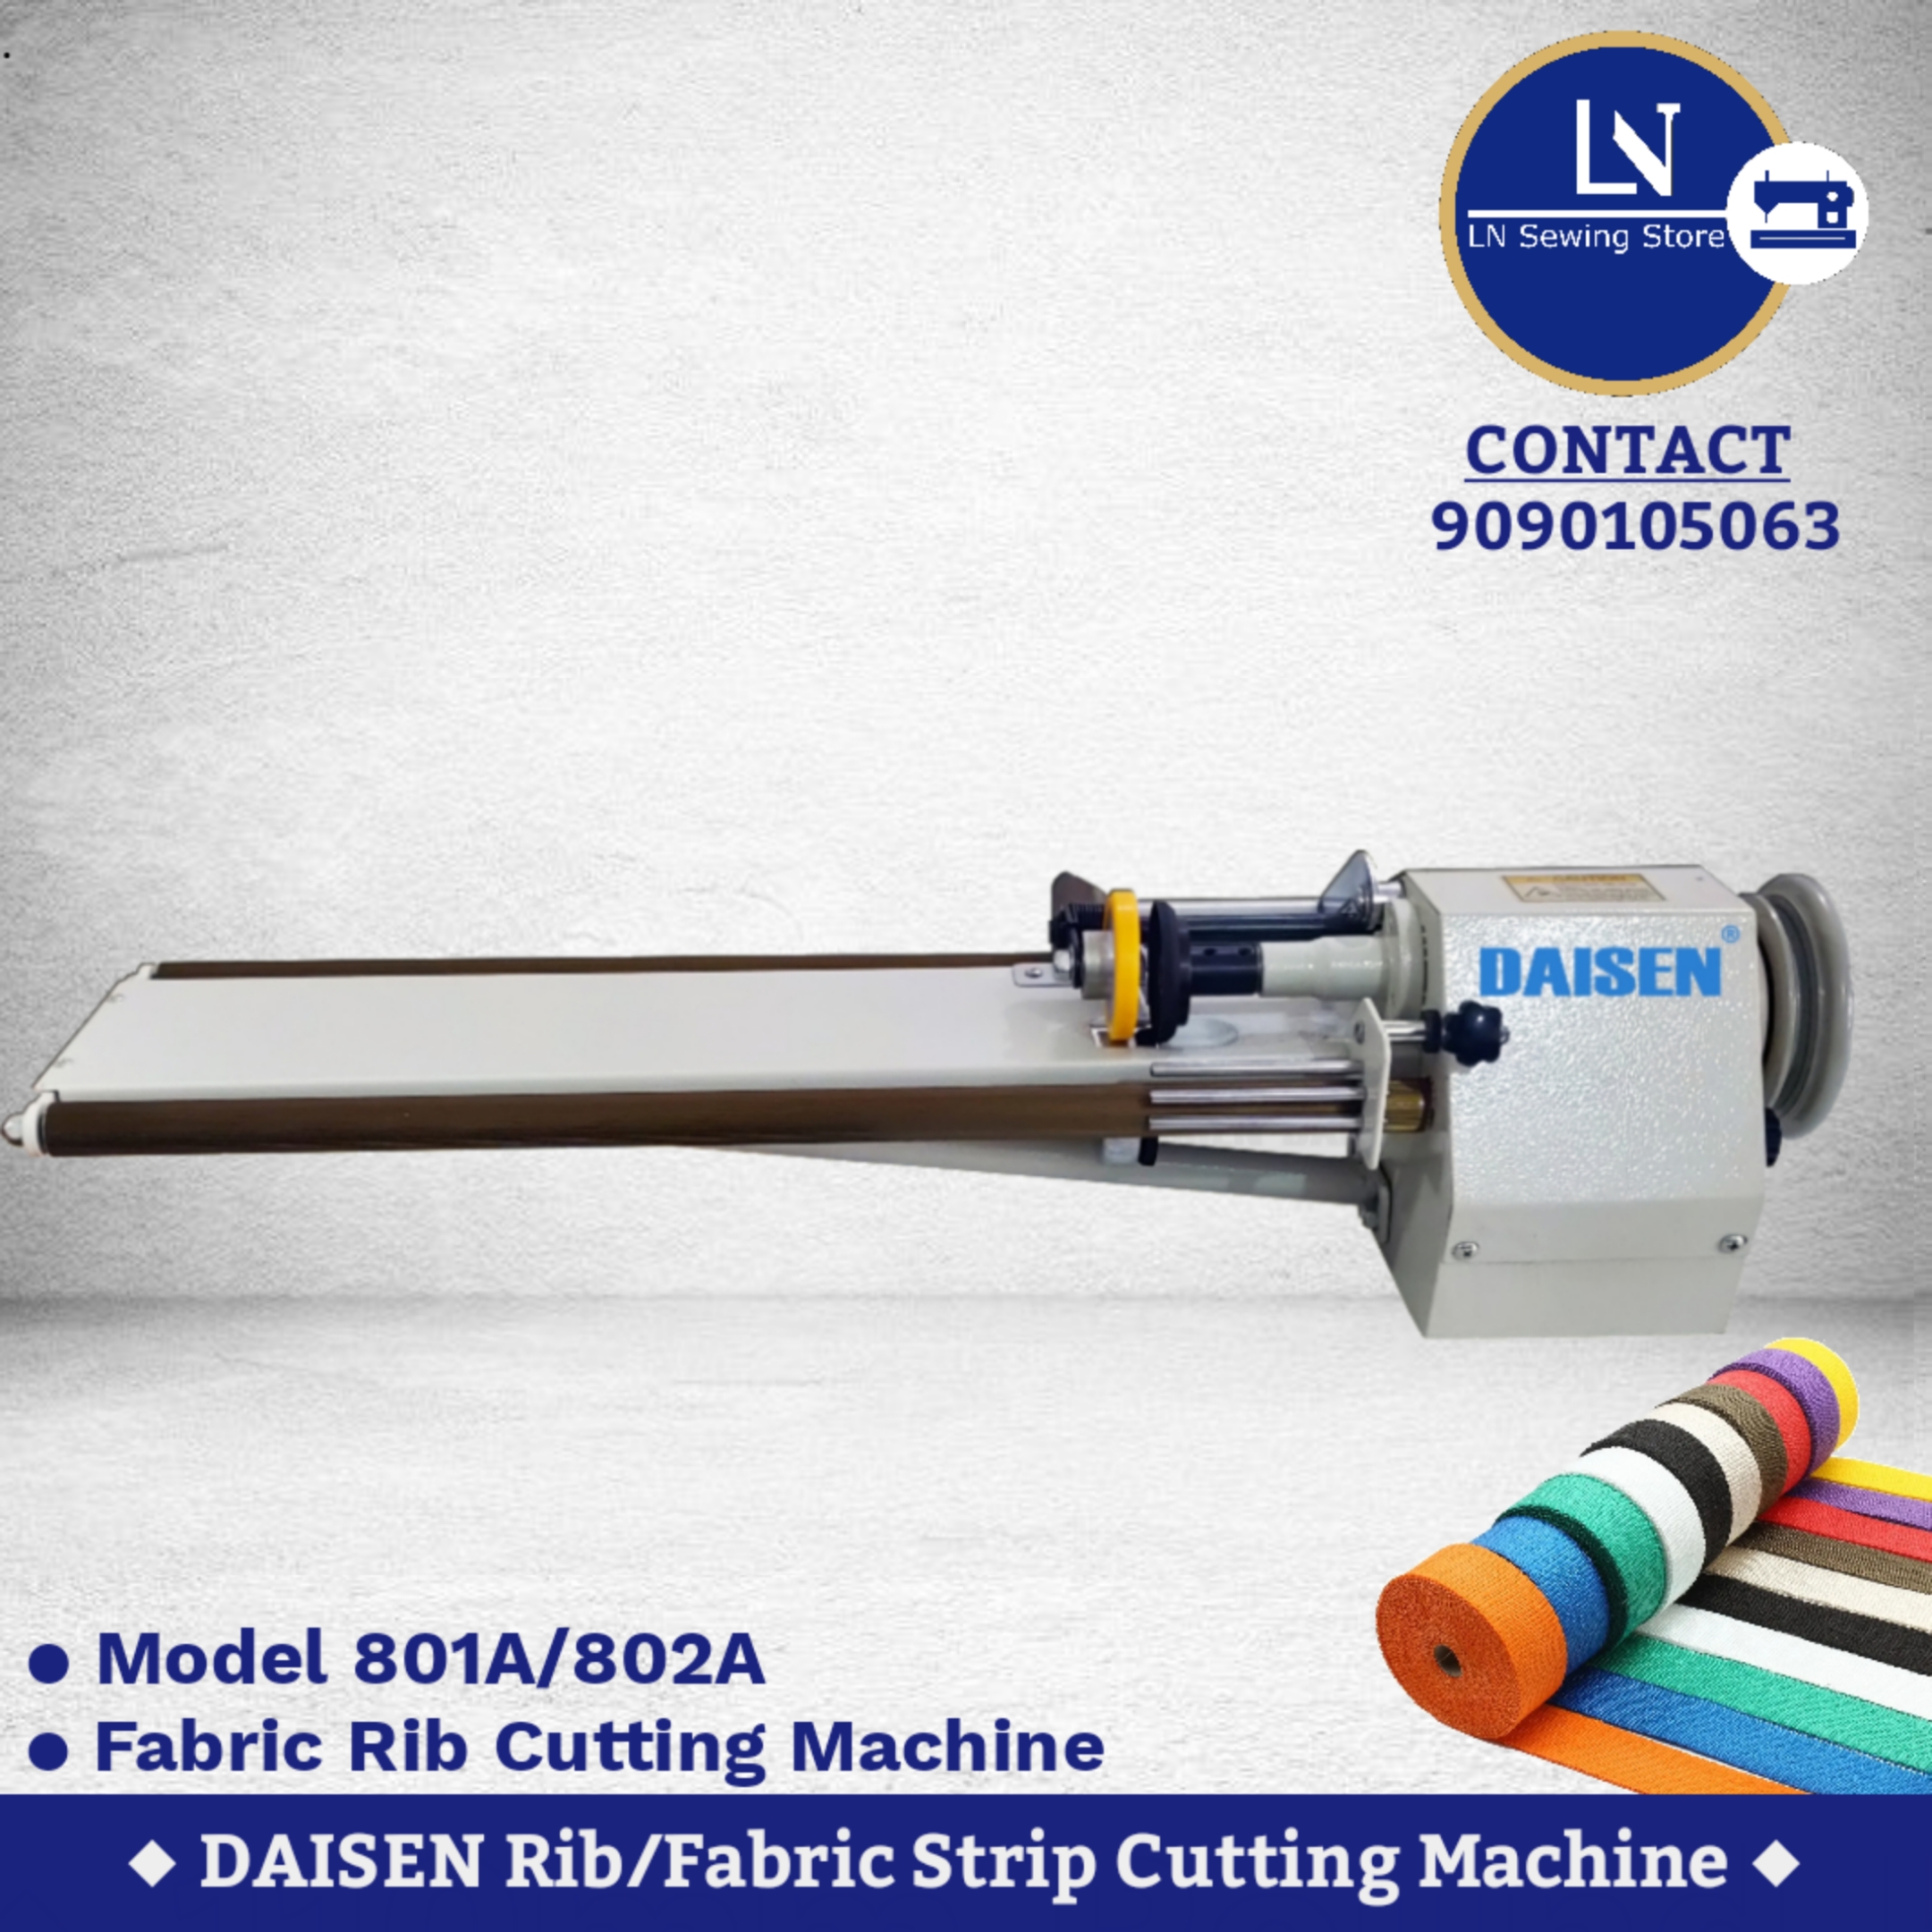 LN
LN Sewing Store
CONTACT
9090105063
DAISEN®
● Model 801A/802A
● Fabric Rib Cutting Machine
◆ DAISEN Rib/Fabric Strip Cutting Machine ◆